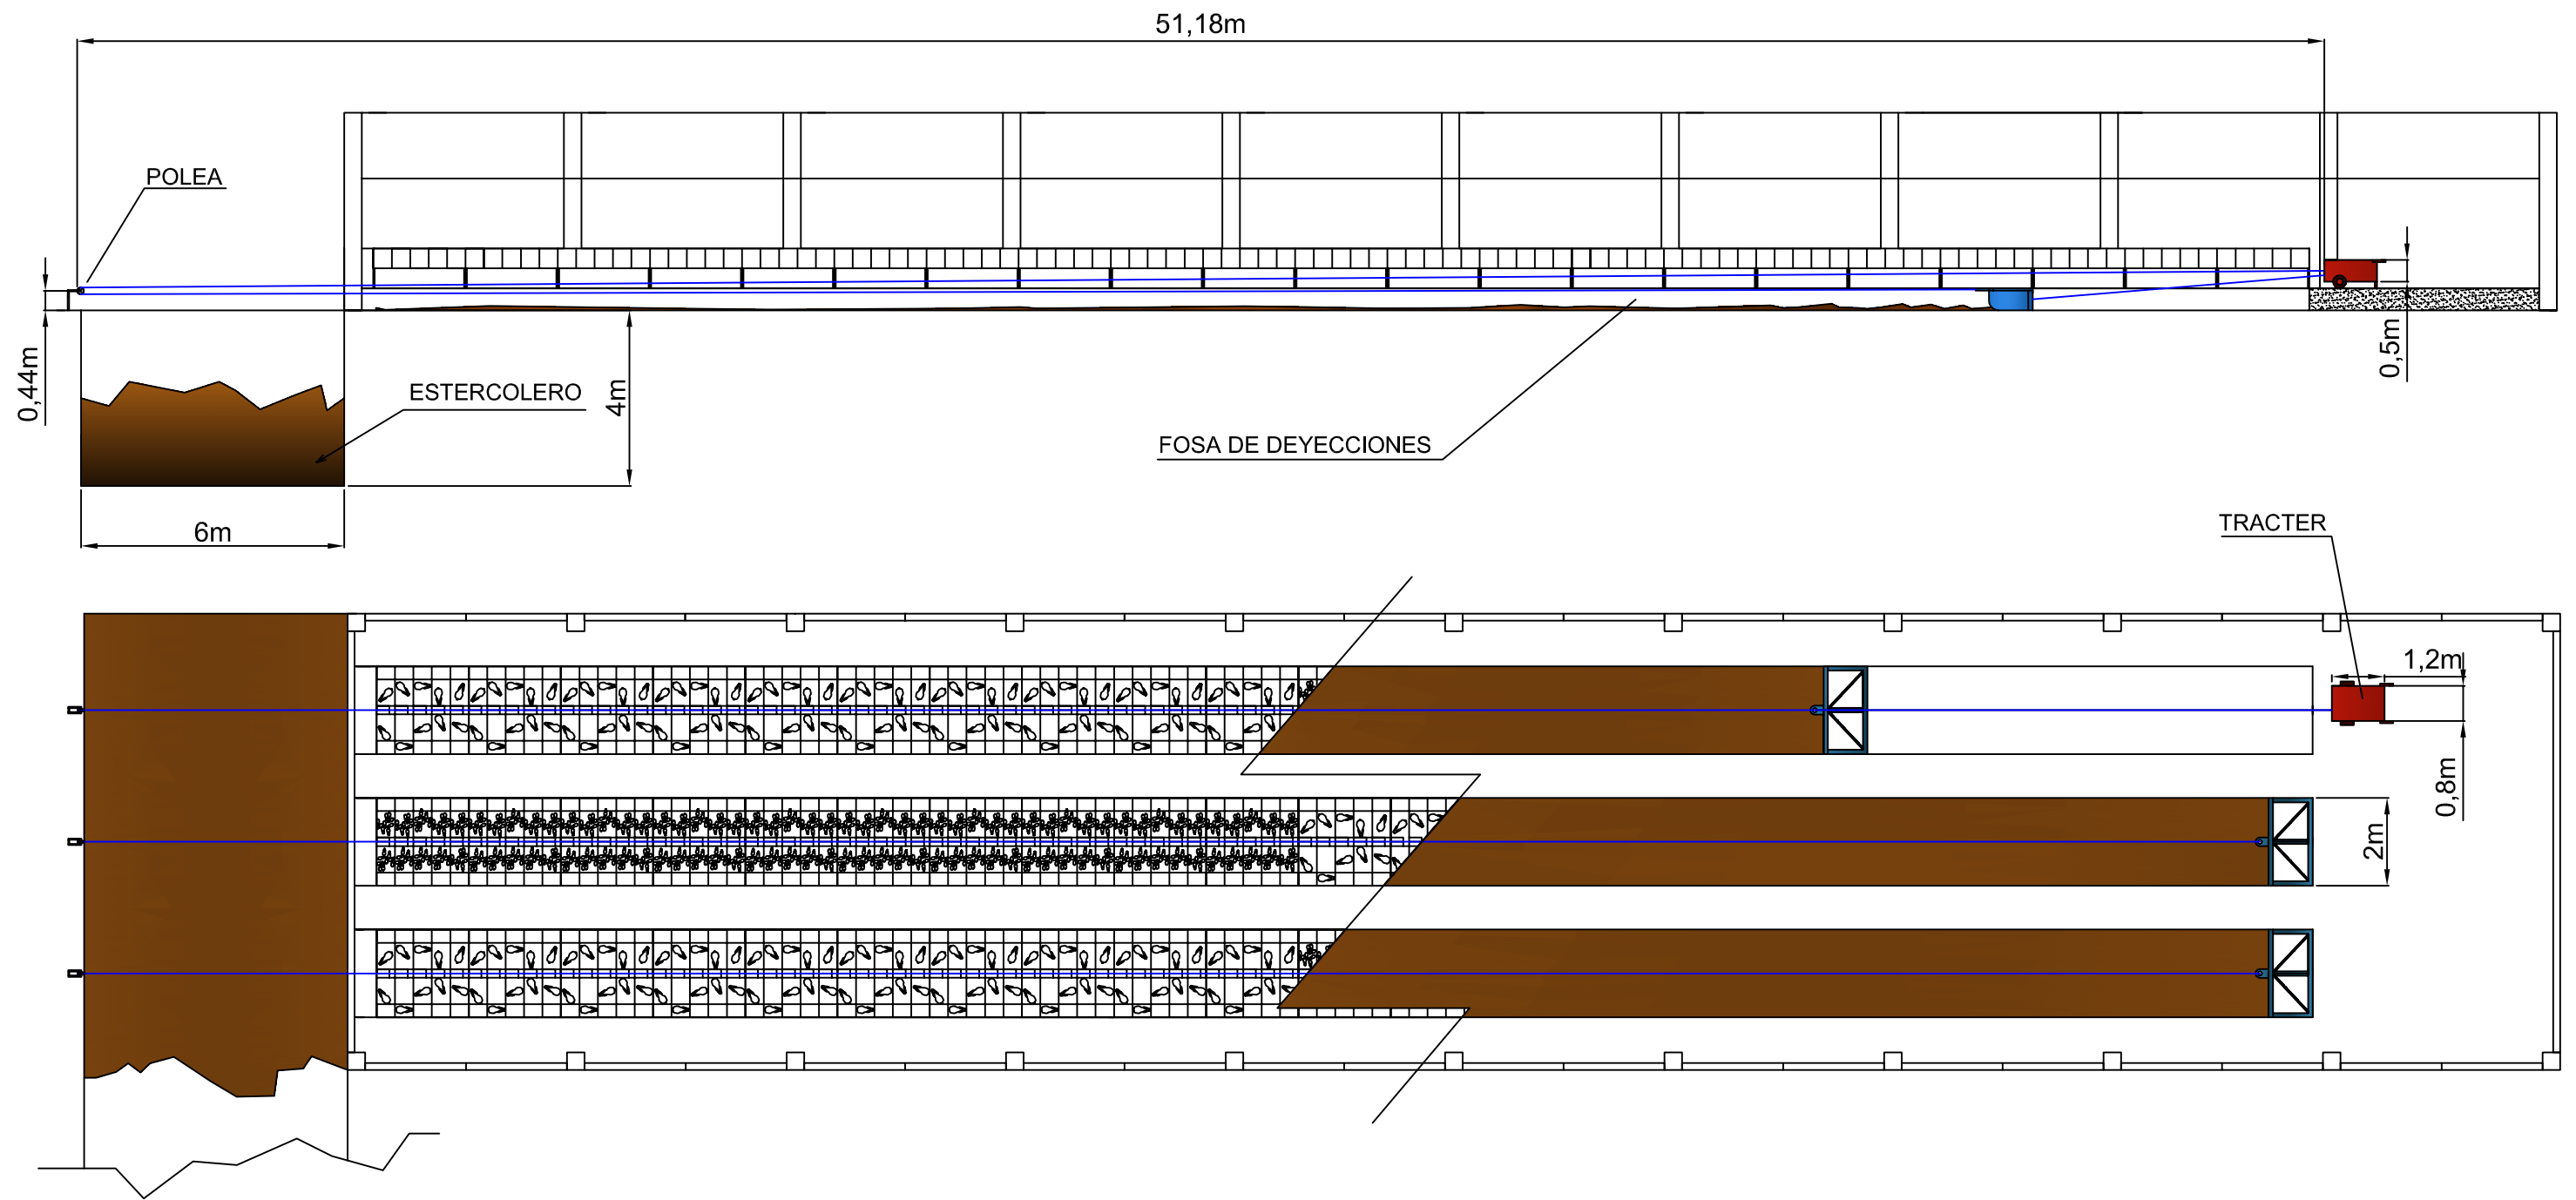 51,18m
POLEA
0,44m
ESTERCOLERO
4m
FOSA DE DEYECCIONES
0,5m
6m
TRACTER
1,2m
0,8m
2m